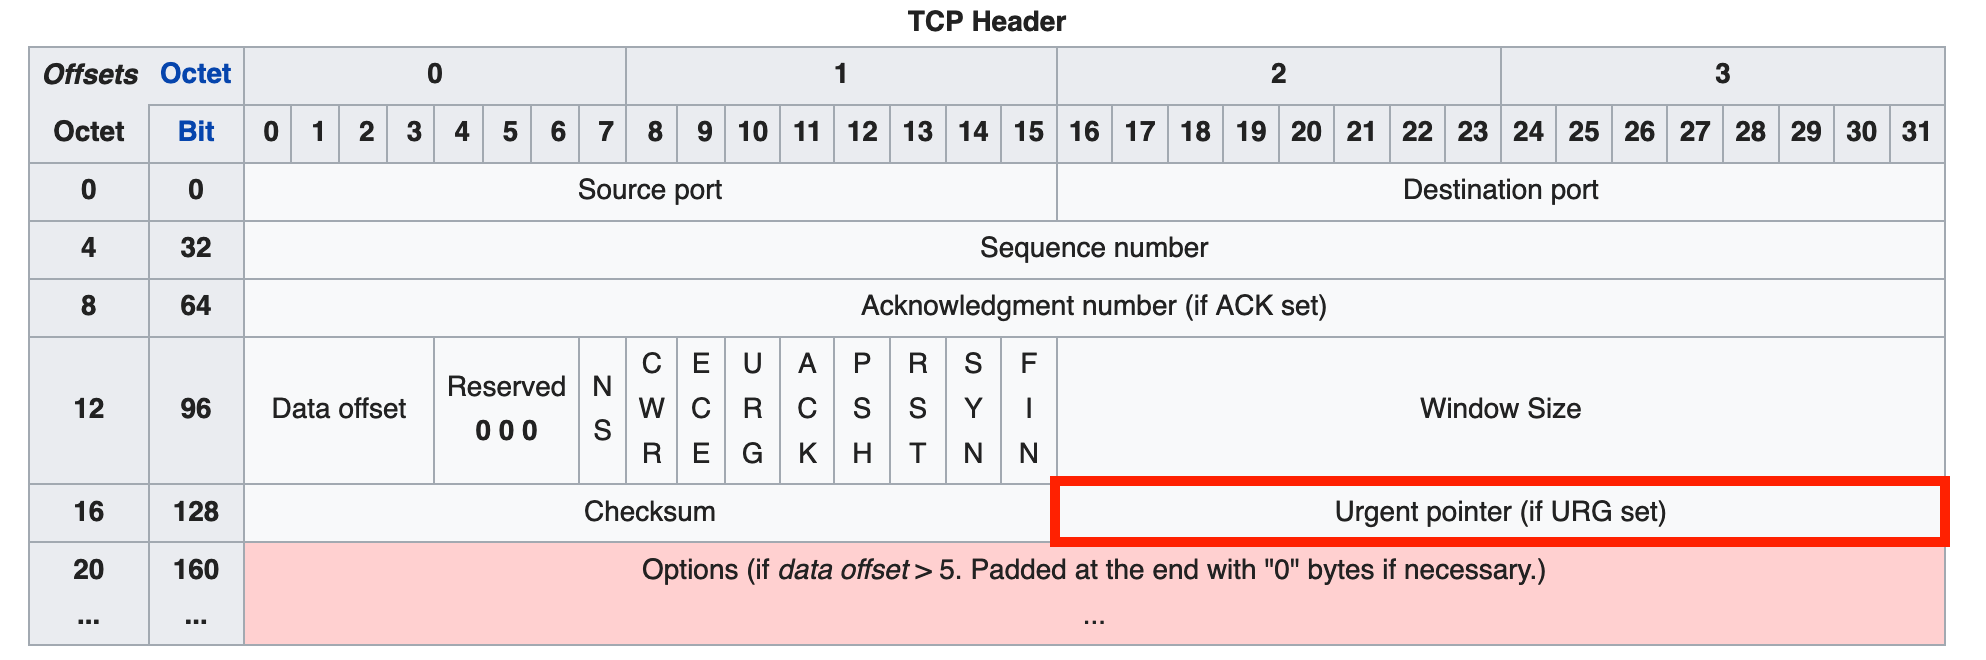 TCP Header
Offsets Octet 0 1 2 3
Octet Bit 0 1 2 3 4 5 6 7 8 9 10 11 12 13 14 15 16 17 18 19 20 21 22 23 24 25 26 27 28 29 30 31
0 0 Source port Destination port
4 32 Sequence number
8 64 Acknowledgment number (if ACK set)
12 96 Data offset Reserved 0 0 0 NS CWR ECE URG ACK PSH RST SYN FIN Window Size
16 128 Checksum Urgent pointer (if URG set)
20 160 Options (if data offset > 5. Padded at the end with "0" bytes if necessary.)
... ... ...